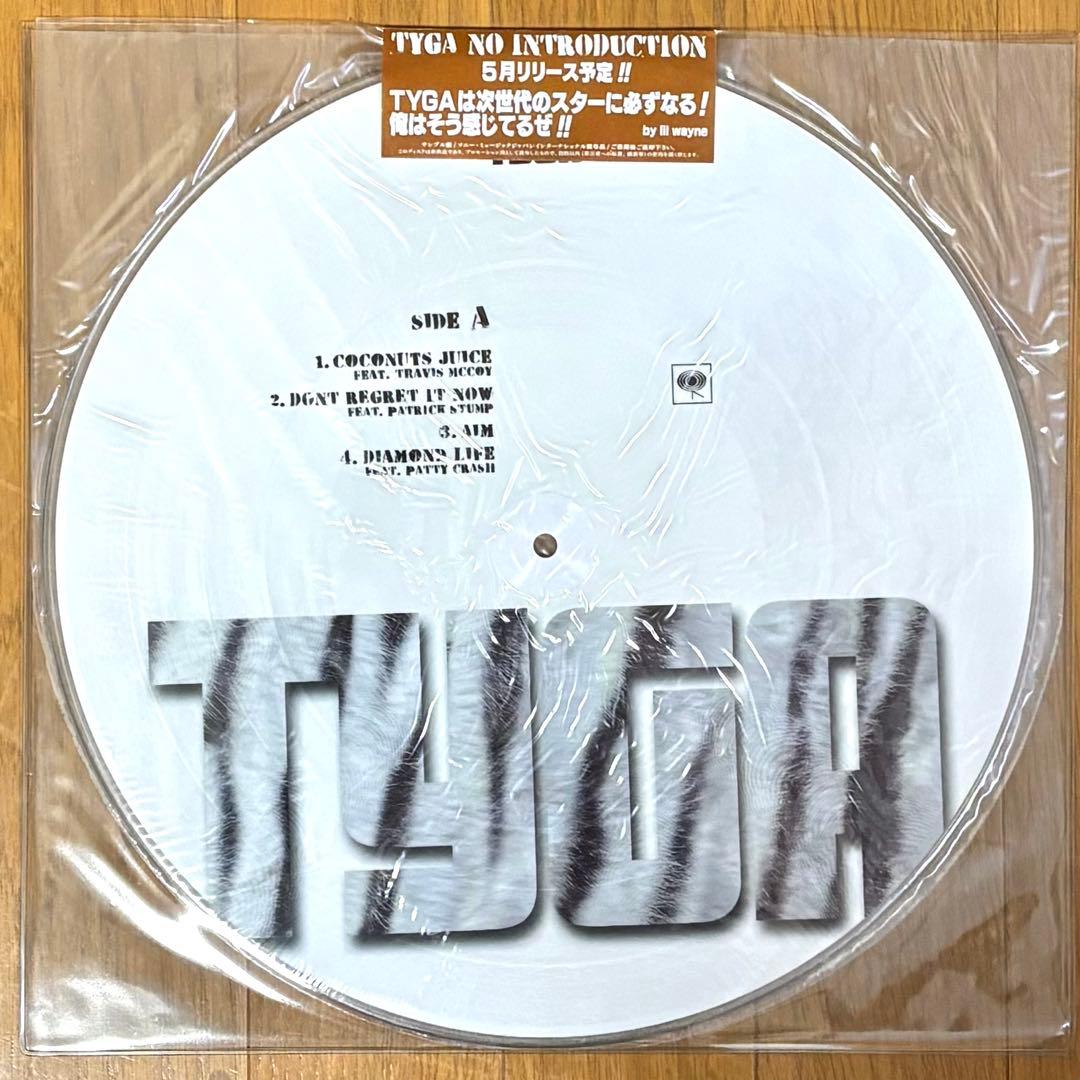 TYGA NO INTRODUCTION
5月リリース予定!!
TYGAは次世代のスターに必ずなる!
俺はそう感じてるぜ!!
by lil wayne
SIDE A
1. COCONUTS JUICE
FEAT. TRAVIS MCCOY
2. DONT REGRET IT NOW
FEAT. PATRICK STUMP
3. AIM
4. DIAMOND LIFE
FEAT. PATTY CRASH
TYGA